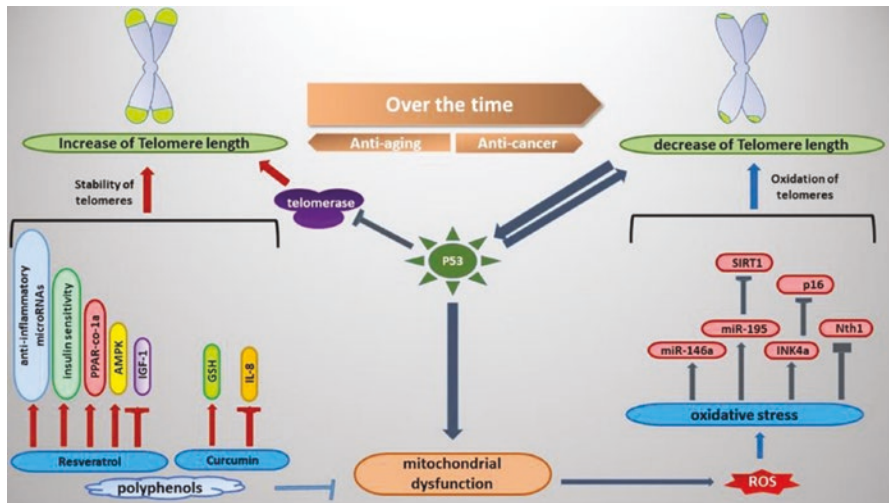 Over the time
Anti-aging
Anti-cancer
Increase of Telomere length
decrease of Telomere length
Stability of
telomeres
Oxidation of
telomeres
telomerase
P53
anti-inflammatory
microRNAs
insulin sensitivity
PPAR-co-1a
AMPK
IGF-1
GSH
IL-8
SIRT1
p16
miR-195
Nth1
miR-146a
INK4a
oxidative stress
Resveratrol
Curcumin
polyphenols
mitochondrial
dysfunction
ROS